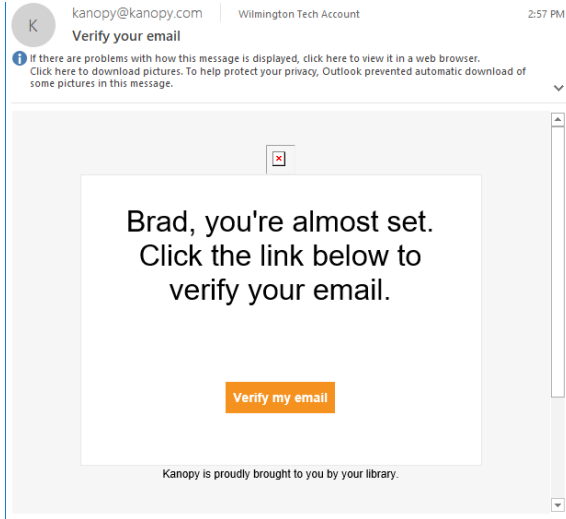 K
kanopy@kanopy.com
Wilmington Tech Account
2:57 PM
Verify your email
If there are problems with how this message is displayed, click here to view it in a web browser.
Click here to download pictures. To help protect your privacy, Outlook prevented automatic download of
some pictures in this message.
Brad, you're almost set.
Click the link below to
verify your email.
Verify my email
Kanopy is proudly brought to you by your library.